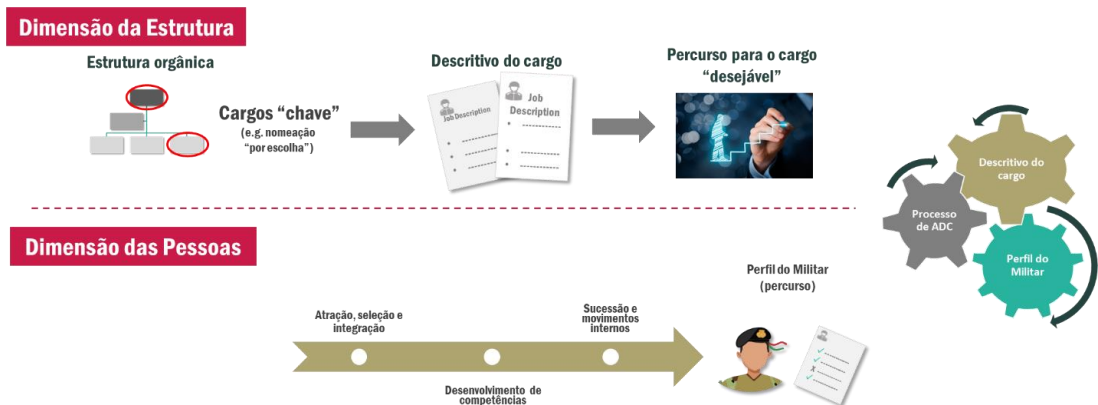 Dimensão da Estrutura
Estrutura orgânica
Cargos “chave”
(e.g. nomeação
“por escolha”)
Descritivo do cargo
Job Description
Job
Description
Percurso para o cargo
“desejável”
Descritivo do
cargo
Processo
de ADC
Perfil do
Militar
Dimensão das Pessoas
Atração, seleção e
integração
Desenvolvimento de
competências
Sucessão e
movimentos
internos
Perfil do Militar
(percurso)